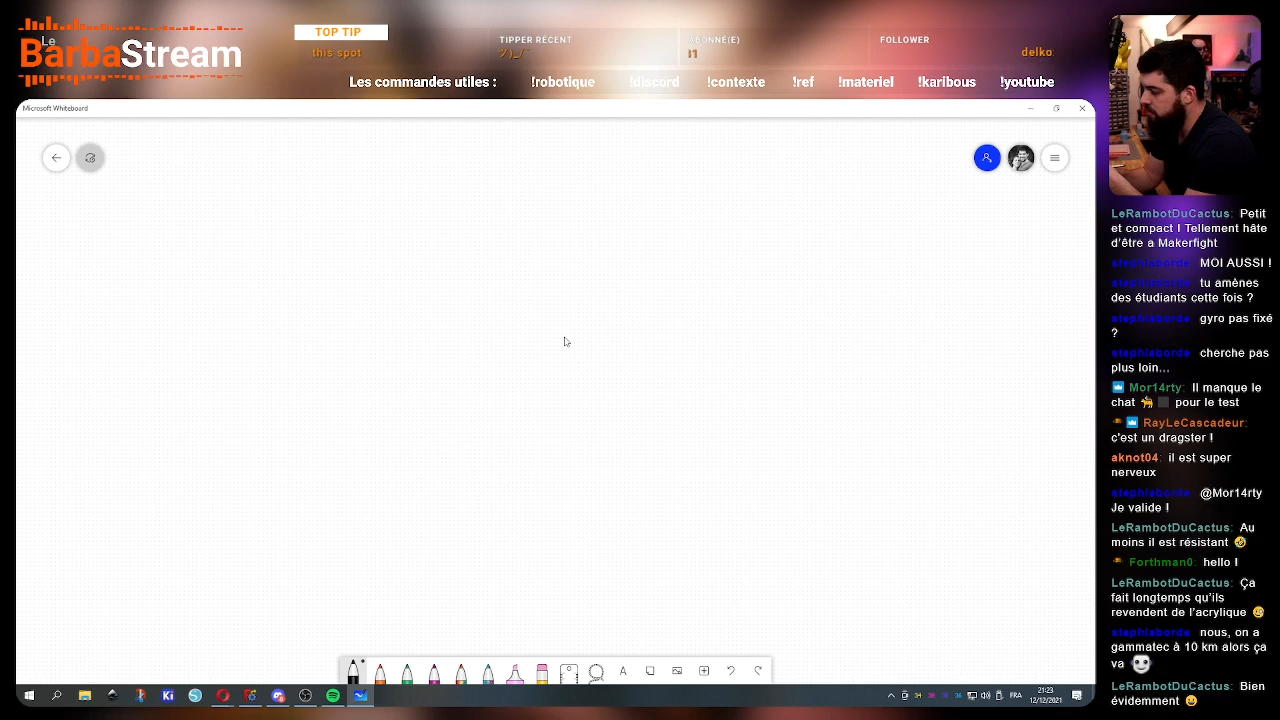 Le
BarbaStream
TOP TIP
this spot
TIPPER RÉCENT
ツ)_/¯
ABONNÉ(E)
FOLLOWER
delko
Les commandes utiles : !robotique !discord !contexte !ref !materiel !karibous !youtube
Microsoft Whiteboard
LeRambotDuCactus: Petit
et compact ! Tellement hâte
d'être a Makerfight
stephlaborde: MOI AUSSI !
stephlaborde: tu amènes
des étudiants cette fois ?
stephlaborde: gyro pas fixé
?
stephlaborde: cherche pas
plus loin...
Mor14rty: Il manque le
chat 🐈 pour le test
RayLeCascadeur:
c'est un dragster !
aknot04: il est super
nerveux
stephlaborde: @Mor14rty
Je valide !
LeRambotDuCactus: Au
moins il est résistant 🤣
Forthman0: hello !
LeRambotDuCactus: Ça
fait longtemps qu'ils
revendent de l'acrylique 😉
stephlaborde: nous, on a
gammatec à 10 km alors ça
va
LeRambotDuCactus: Bien
évidemment 😀
A
Ki
34 38 35 36
FRA
21:23
12/12/2021